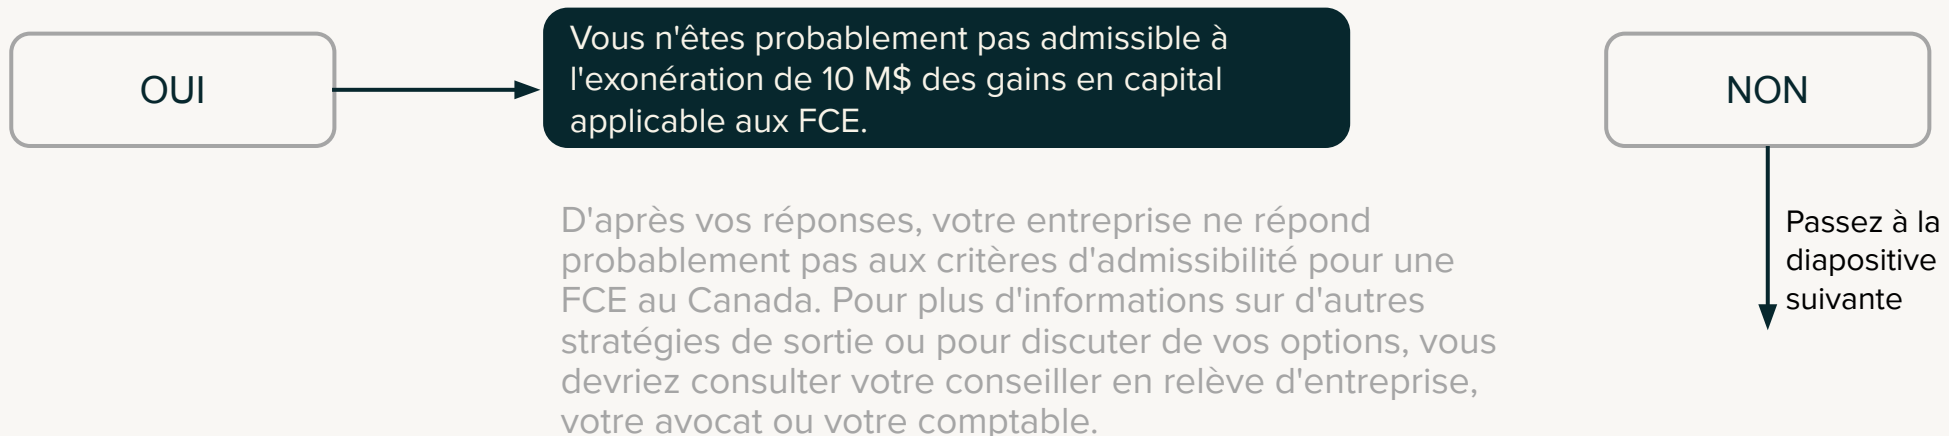 OUI
Vous n'êtes probablement pas admissible à
l'exonération de 10 M$ des gains en capital
applicable aux FCE.
NON
D'après vos réponses, votre entreprise ne répond
probablement pas aux critères d'admissibilité pour une
FCE au Canada. Pour plus d'informations sur d'autres
stratégies de sortie ou pour discuter de vos options, vous
devriez consulter votre conseiller en relève d'entreprise,
votre avocat ou votre comptable.
Passez à la
diapositive
suivante